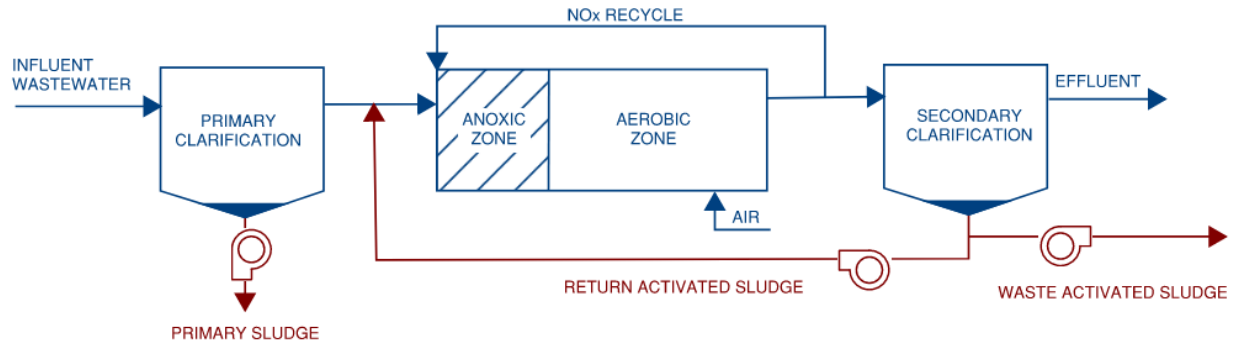 NOx RECYCLE
INFLUENT
WASTEWATER
PRIMARY
CLARIFICATION
ANOXIC
ZONE
AEROBIC
ZONE
SECONDARY
CLARIFICATION
EFFLUENT
AIR
RETURN ACTIVATED SLUDGE
WASTE ACTIVATED SLUDGE
PRIMARY SLUDGE